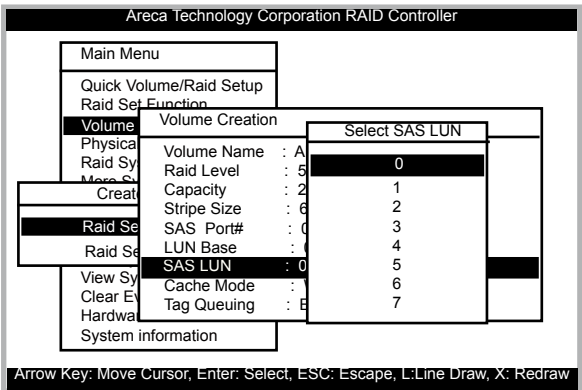 Areca Technology Corporation RAID Controller
Main Menu
Quick Volume/Raid Setup
Raid Set Function
Volume
Physica
Raid Sy
Creat
Raid Se
Raid Se
View Sy
Clear Ev
Hardwa
System information
Volume Creation
Volume Name : A
Raid Level : 5
Capacity : 2
Stripe Size : 6
SAS Port# : 0
LUN Base :
SAS LUN : 0
Cache Mode :
Tag Queuing : E
Select SAS LUN
0
1
2
3
4
5
6
7
Arrow Key: Move Cursor, Enter: Select, ESC: Escape, L:Line Draw, X: Redraw